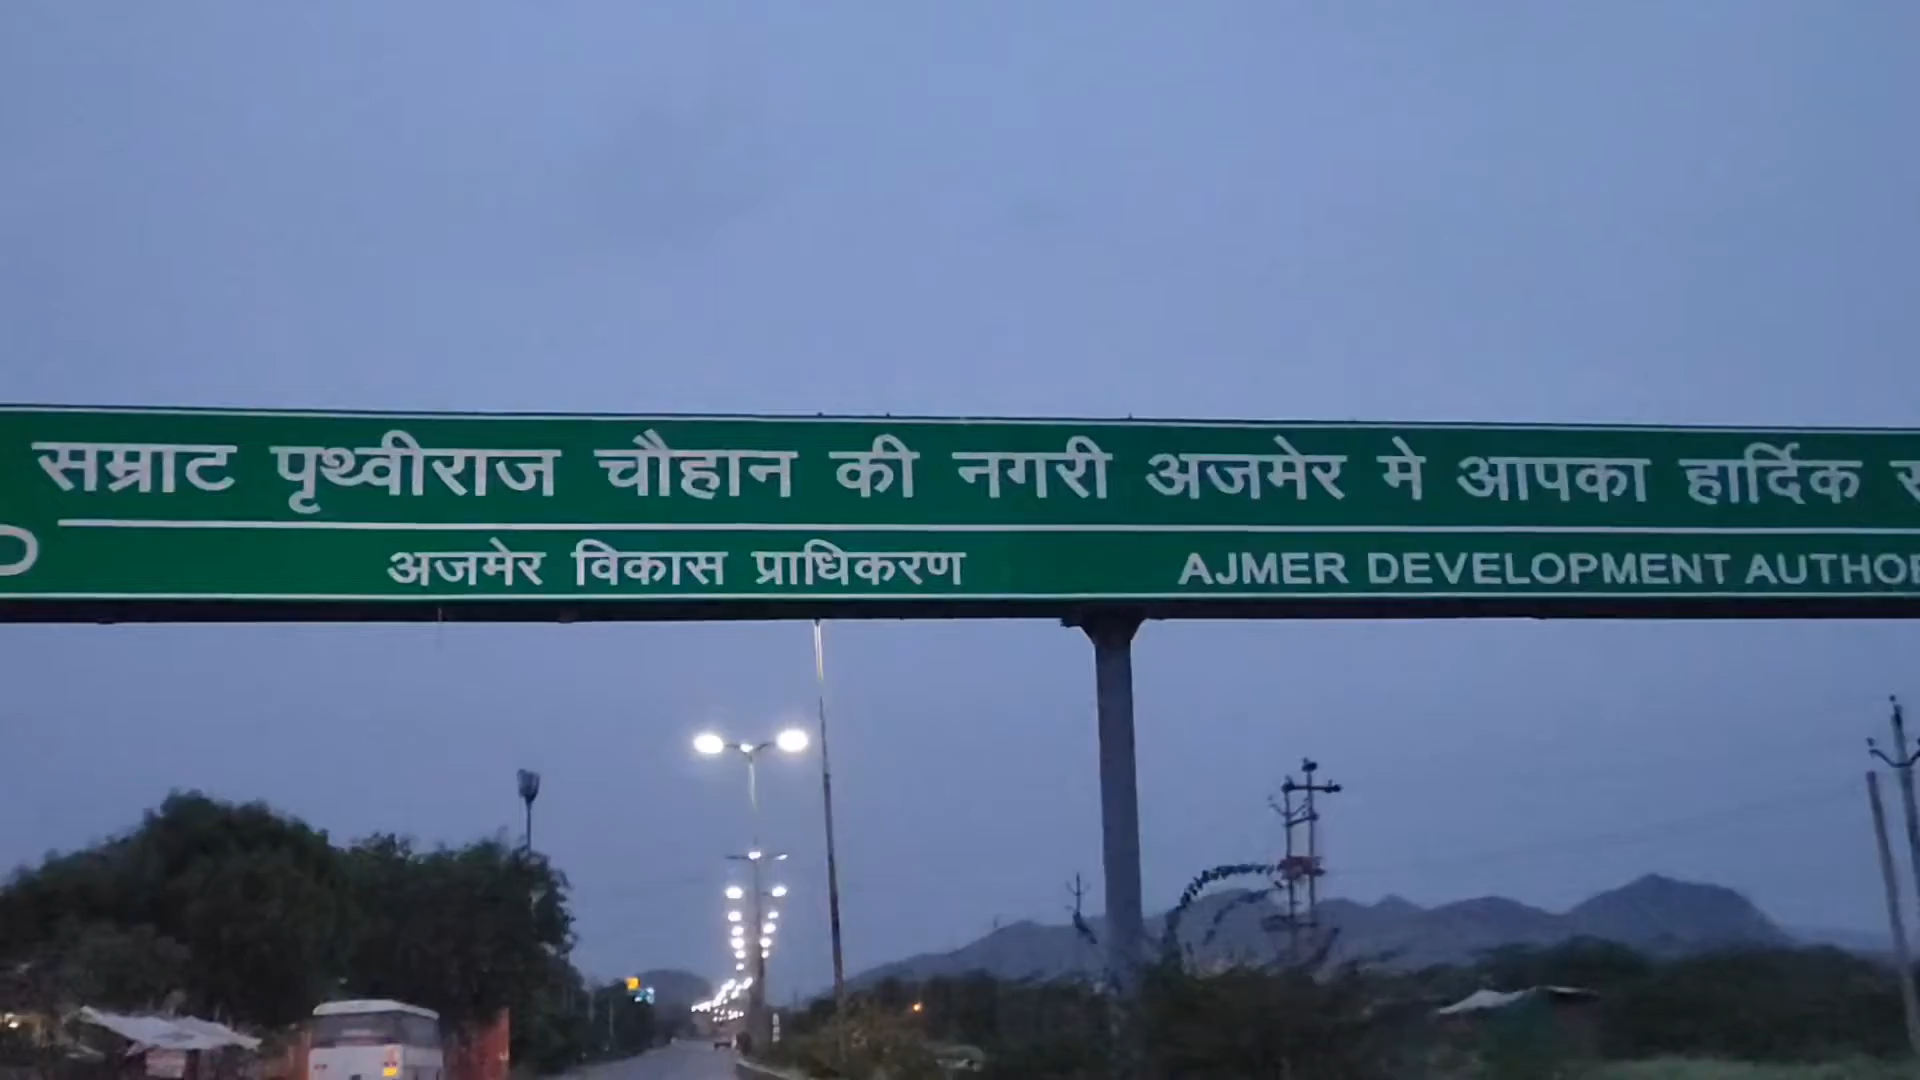 सम्राट पृथ्वीराज चौहान की नगरी अजमेर मे आपका हार्दिक
अजमेर विकास प्राधिकरण AJMER DEVELOPMENT